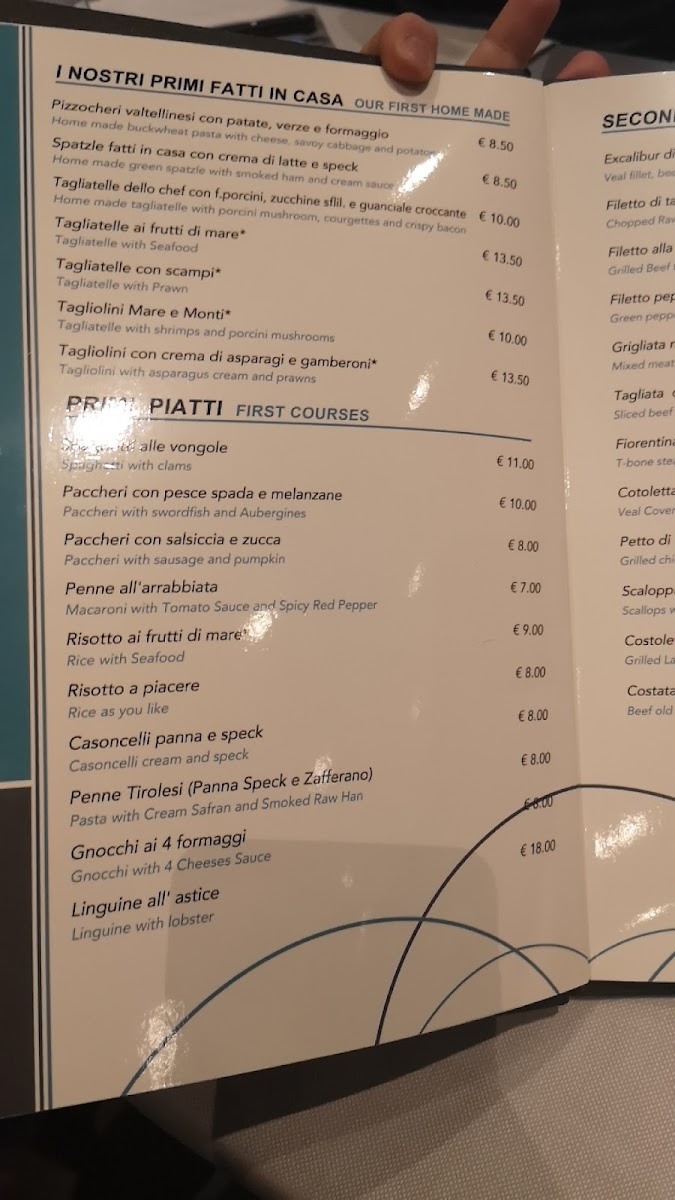 I NOSTRI PRIMI FATTI IN CASA OUR FIRST HOME MADE
Pizzocheri valtellinesi con patate, verze e formaggio € 8.50
Home made buckwheat pasta with cheese, savoy cabbage and potatoes
Spatzle fatti in casa con crema di latte e speck € 8.50
Home made green spatzle with smoked ham and cream sauce
Tagliatelle dello chef con f.porcini, zucchine sfil. e guanciale croccante € 10.00
Home made tagliatelle with porcini mushroom, courgettes and crispy bacon
Tagliatelle ai frutti di mare* € 13.50
Tagliatelle with Seafood
Tagliatelle con scampi* € 13.50
Tagliatelle with Prawn
Tagliolini Mare e Monti* € 10.00
Tagliatelle with shrimps and porcini mushrooms
Tagliolini con crema di asparagi e gamberoni* € 13.50
Tagliolini with asparagus cream and prawns
PRIMI PIATTI FIRST COURSES
alle vongole € 11.00
Spaghetti with clams
Paccheri con pesce spada e melanzane € 10.00
Paccheri with swordfish and Aubergines
Paccheri con salsiccia e zucca € 8.00
Paccheri with sausage and pumpkin
Penne all'arrabbiata € 7.00
Macaroni with Tomato Sauce and Spicy Red Pepper
Risotto ai frutti di mare* € 9.00
Rice with Seafood
Risotto a piacere € 8.00
Rice as you like
Casoncelli panna e speck € 8.00
Casoncelli cream and speck
Penne Tirolesi (Panna Speck e Zafferano) € 8.00
Pasta with Cream Safran and Smoked Raw Han
Gnocchi ai 4 formaggi € 8.00
Gnocchi with 4 Cheeses Sauce
Linguine all' astice € 18.00
Linguine with lobster
SECON
Excalibur di
Veal fillet,
Filetto di ta
Chopped Raw
Filetto alla
Grilled Beef
Filetto pep
Green peppe
Grigliata
Mixed meat
Tagliata
Sliced beef
Fiorentina
T-bone stea
Cotoletta
Veal Cover
Petto di
Grilled chi
Scalopp
Scallops w
Costole
Grilled La
Costata
Beef old